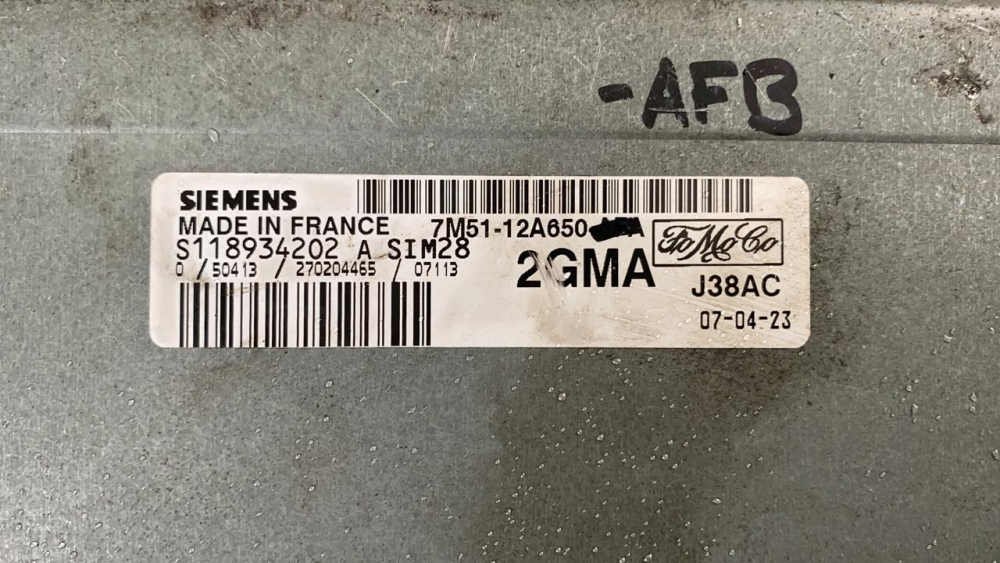 -AFB
SIEMENS
MADE IN FRANCE 7M51-12A650-
FoMoCo
S118934202 A SIM28
0 /50413 / 270204465 / 07113
2GMA
J38AC
07-04-23